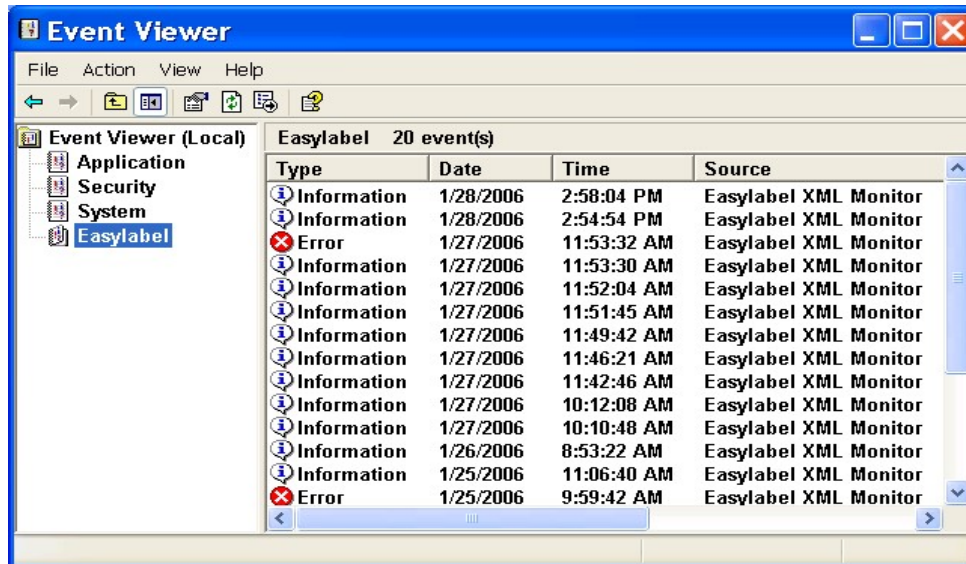 Event Viewer
File Action View Help
Event Viewer (Local)
Application
Security
System
Easylabel
Easylabel 20 event(s)
Type Date Time Source
Information 1/28/2006 2:58:04 PM Easylabel XML Monitor
Information 1/28/2006 2:54:54 PM Easylabel XML Monitor
Error 1/27/2006 11:53:32 AM Easylabel XML Monitor
Information 1/27/2006 11:53:30 AM Easylabel XML Monitor
Information 1/27/2006 11:52:04 AM Easylabel XML Monitor
Information 1/27/2006 11:51:45 AM Easylabel XML Monitor
Information 1/27/2006 11:49:42 AM Easylabel XML Monitor
Information 1/27/2006 11:46:21 AM Easylabel XML Monitor
Information 1/27/2006 11:42:46 AM Easylabel XML Monitor
Information 1/27/2006 10:12:08 AM Easylabel XML Monitor
Information 1/27/2006 10:10:48 AM Easylabel XML Monitor
Information 1/26/2006 8:53:22 AM Easylabel XML Monitor
Information 1/25/2006 11:06:40 AM Easylabel XML Monitor
Error 1/25/2006 9:59:42 AM Easylabel XML Monitor